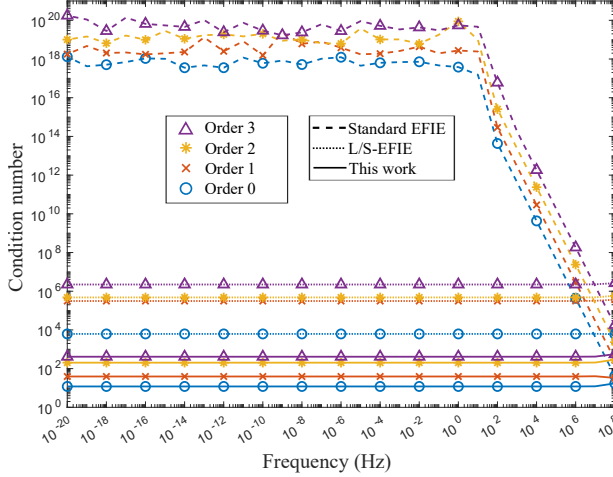 10^20
10^18
10^16
10^14
10^12
10^10
10^8
10^6
10^4
10^2
10^0
Condition number
Order 3
Order 2
Order 1
Order 0
Standard EFIE
L/S-EFIE
This work
10^-20 10^-18 10^-16 10^-14 10^-12 10^-10 10^-8 10^-6 10^-4 10^-2 10^0 10^2 10^4 10^6 10^8
Frequency (Hz)